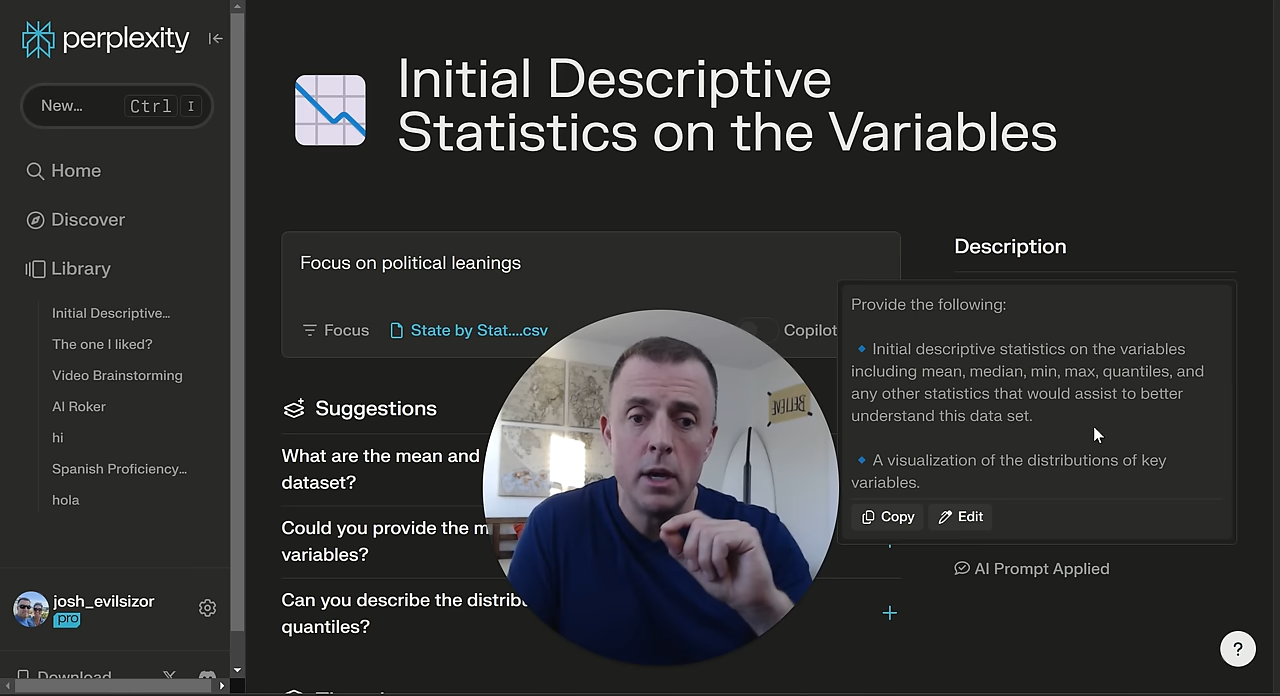 perplexity
New...
Ctrl I
Home
Discover
Library
Initial Descriptive...
The one I liked?
Video Brainstorming
AI Roker
hi
Spanish Proficiency...
hola
josh_evilsizor
pro
Download
Initial Descriptive
Statistics on the Variables
Focus on political leanings
Focus
State by Stat....csv
Copilot
Suggestions
What are the mean and
dataset?
Could you provide the m
variables?
Can you describe the distrib
quantiles?
BELIEVE
Description
Provide the following:
🔹 Initial descriptive statistics on the variables
including mean, median, min, max, quantiles, and
any other statistics that would assist to better
understand this data set.
🔹 A visualization of the distributions of key
variables.
Copy
Edit
AI Prompt Applied
?